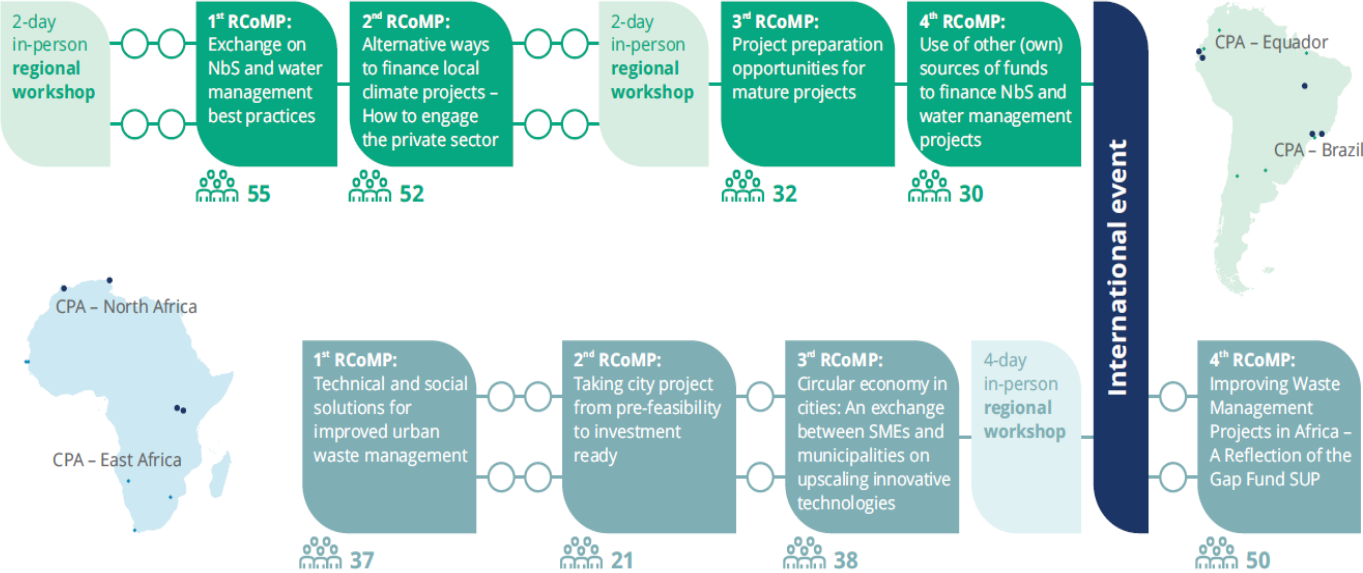 2-day
in-person
regional
workshop
1st RCoMP:
Exchange on
NbS and water
management
best practices
55
2nd RCoMP:
Alternative ways
to finance local
climate projects –
How to engage
the private sector
52
2-day
in-person
regional
workshop
3rd RCoMP:
Project preparation
opportunities for
mature projects
32
4th RCoMP:
Use of other (own)
sources of funds
to finance NbS and
water management
projects
30
International event
CPA – Equador
CPA – Brazil
CPA – North Africa
CPA – East Africa
1st RCoMP:
Technical and social
solutions for
improved urban
waste management
37
2nd RCoMP:
Taking city project
from pre-feasibility
to investment
ready
21
3rd RCoMP:
Circular economy in
cities: An exchange
between SMEs and
municipalities on
upscaling innovative
technologies
38
4-day
in-person
regional
workshop
4th RCoMP:
Improving Waste
Management
Projects in Africa –
A Reflection of the
Gap Fund SUP
50